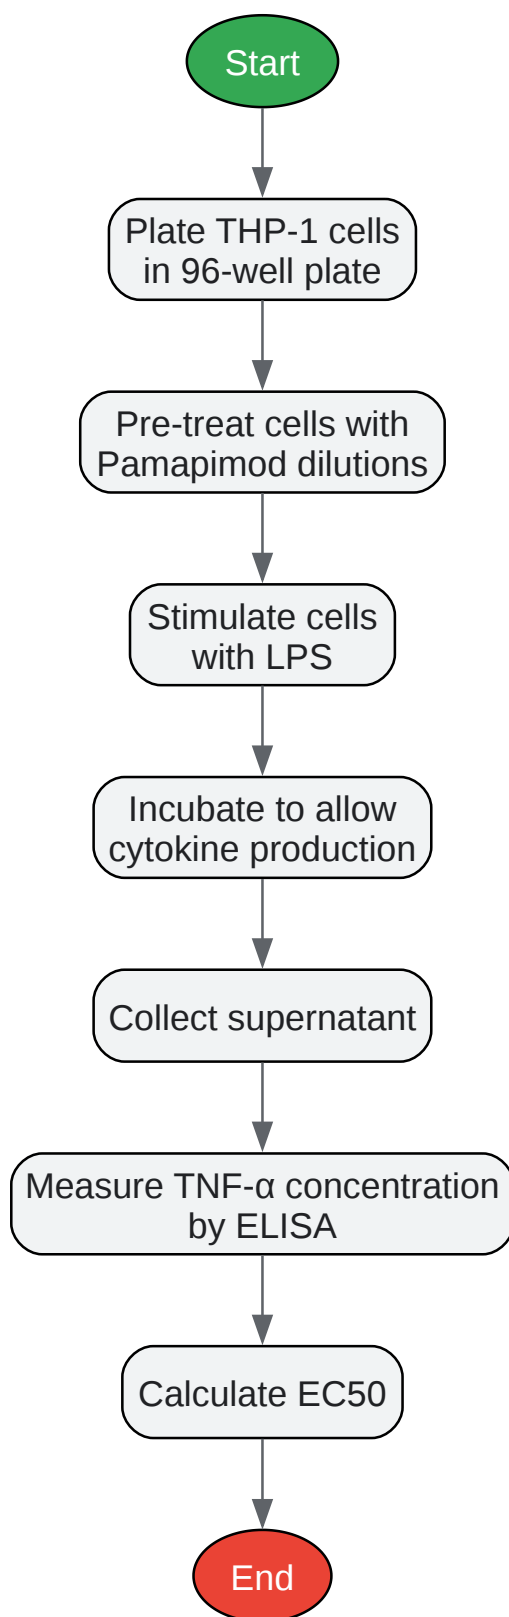 Start
Plate THP-1 cells
in 96-well plate
Pre-treat cells with
Pamapimod dilutions
Stimulate cells
with LPS
Incubate to allow
cytokine production
Collect supernatant
Measure TNF-α concentration
by ELISA
Calculate EC50
End